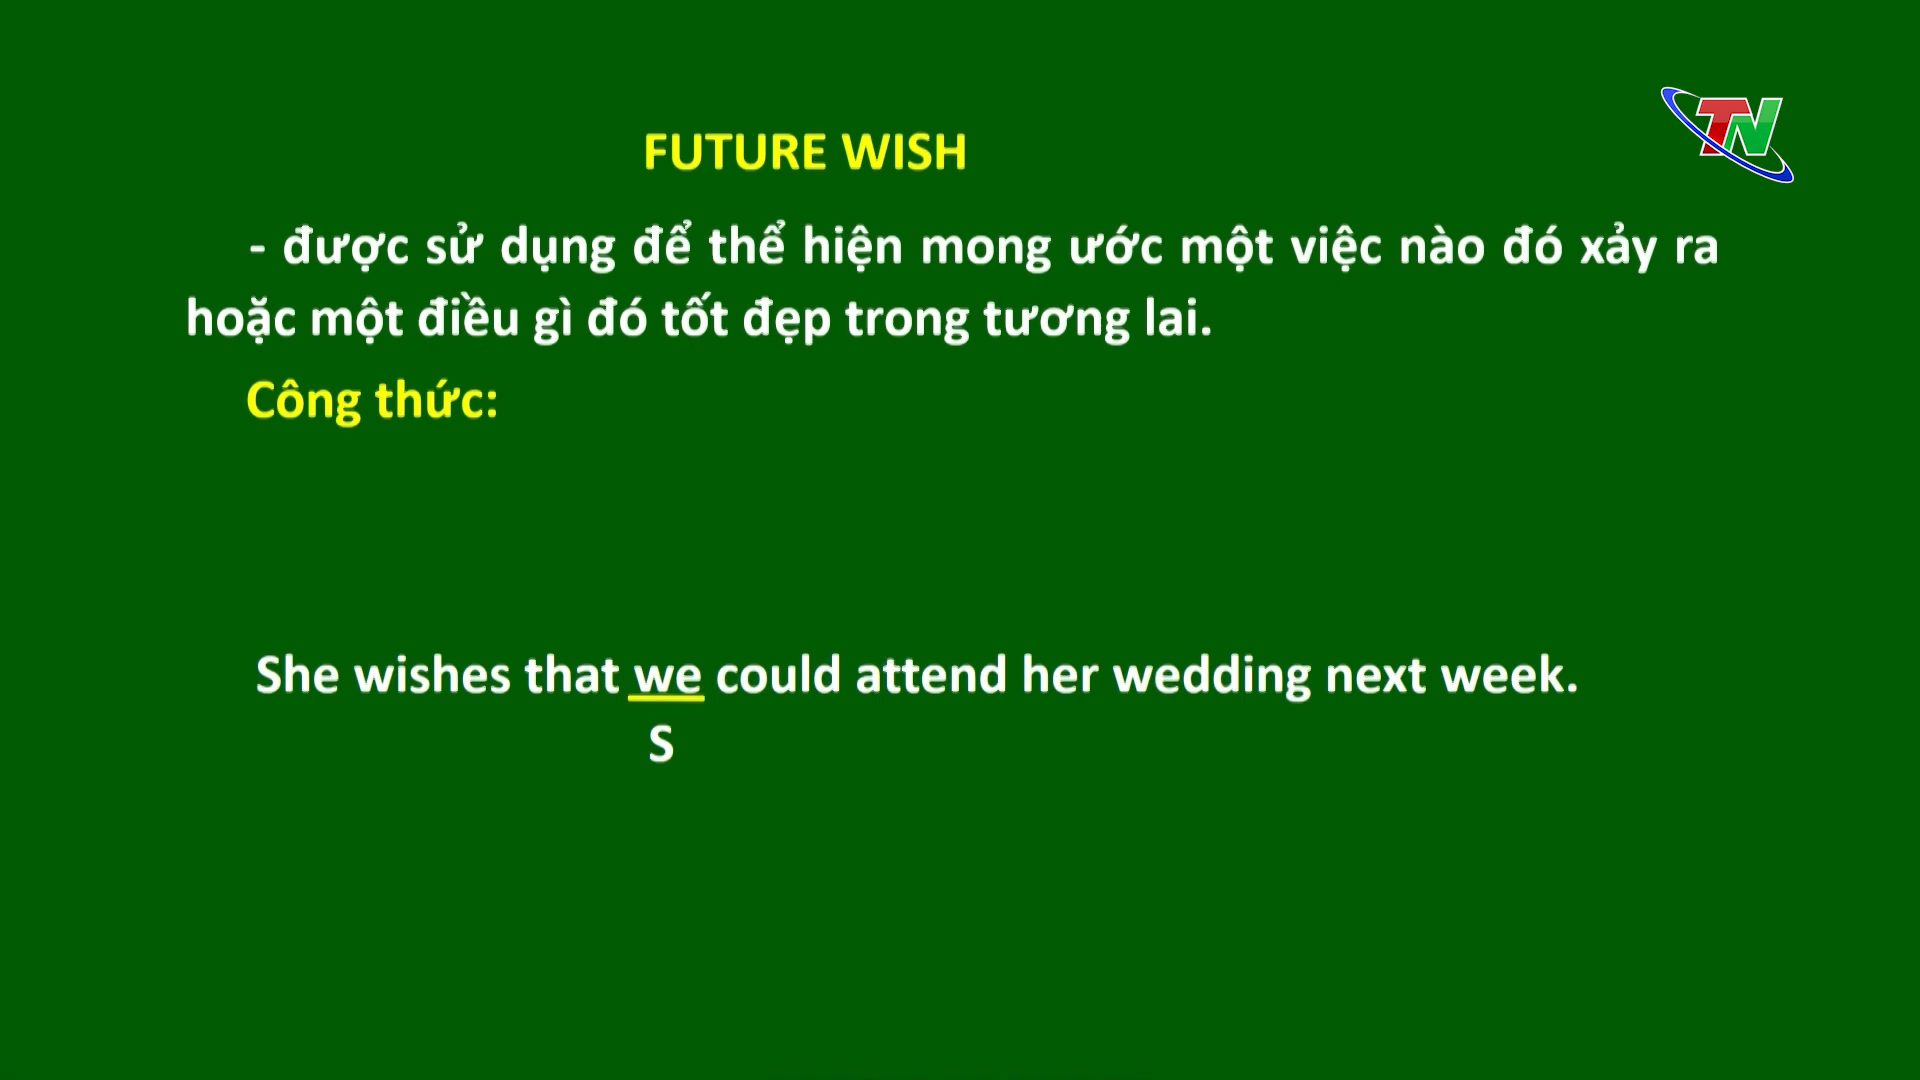 TN
FUTURE WISH
- được sử dụng để thể hiện mong ước một việc nào đó xảy ra
hoặc một điều gì đó tốt đẹp trong tương lai.
Công thức:
She wishes that we could attend her wedding next week.
S